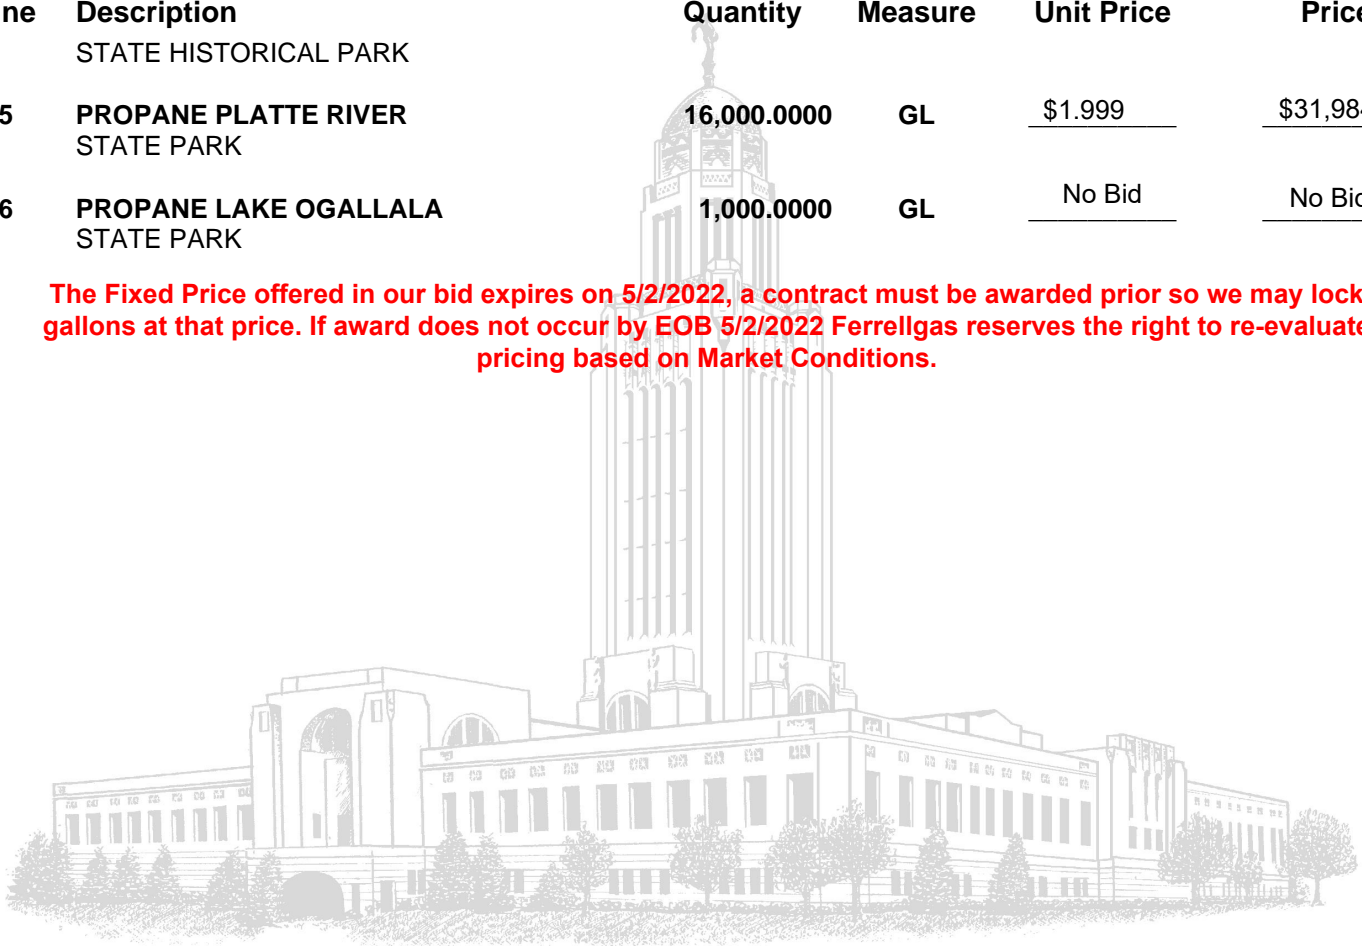 ne Description Quantity Measure Unit Price Price
STATE HISTORICAL PARK
5 PROPANE PLATTE RIVER 16,000.0000 GL $1.999 $31,984
STATE PARK
6 PROPANE LAKE OGALLALA 1,000.0000 GL No Bid No Bid
STATE PARK
The Fixed Price offered in our bid expires on 5/2/2022, a contract must be awarded prior so we may lock
gallons at that price. If award does not occur by EOB 5/2/2022 Ferrellgas reserves the right to re-evaluate
pricing based on Market Conditions.